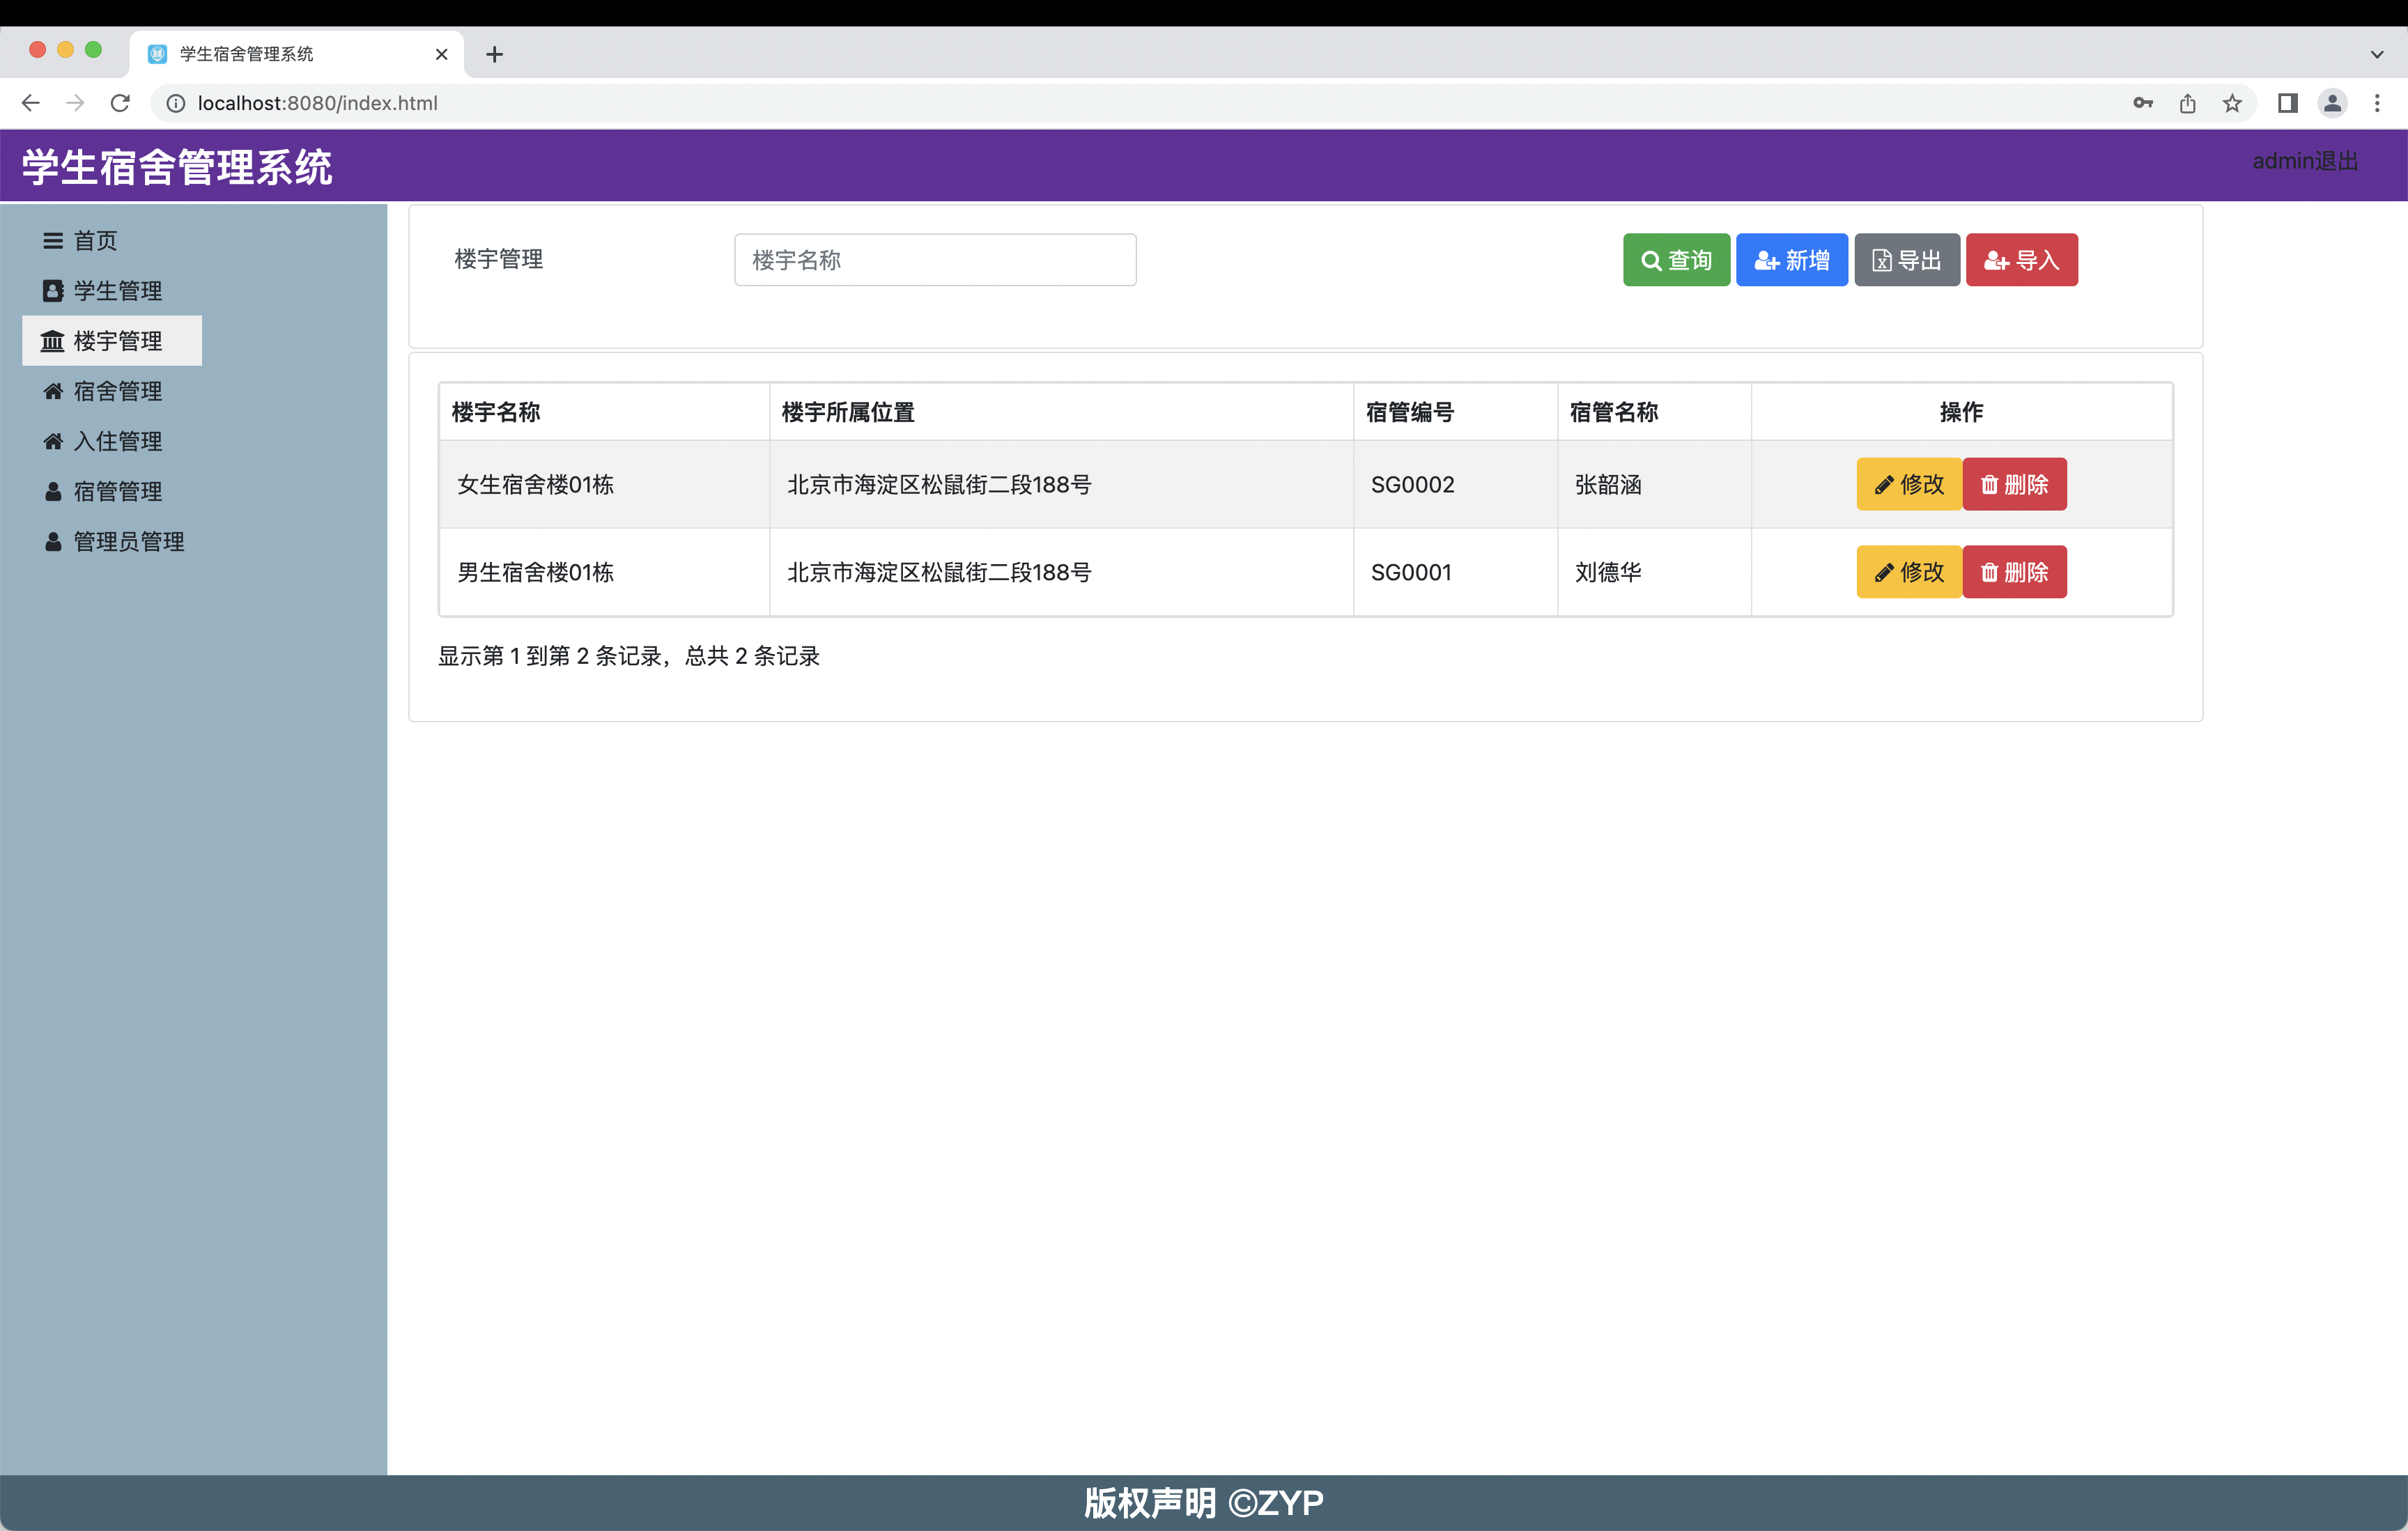 学生宿舍管理系统
localhost:8080/index.html
学生宿舍管理系统
admin退出
首页
学生管理
楼宇管理
宿舍管理
入住管理
宿管管理
管理员管理
楼宇管理 楼宇名称 查询 新增 导出 导入
楼宇名称 楼宇所属位置 宿管编号 宿管名称 操作
女生宿舍楼01栋 北京市海淀区松鼠街二段188号 SG0002 张韶涵 修改 删除
男生宿舍楼01栋 北京市海淀区松鼠街二段188号 SG0001 刘德华 修改 删除
显示第 1 到第 2 条记录，总共 2 条记录
版权声明 ©ZYP